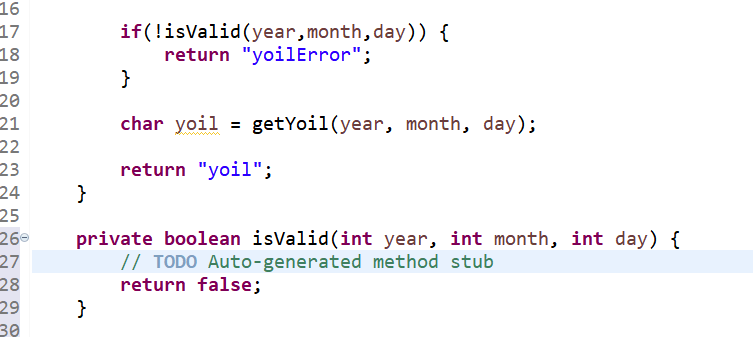 16
17 if(!isValid(year,month,day)) {
18 return "yoilError";
19 }
20
21 char yoil = getYoil(year, month, day);
22
23 return "yoil";
24 }
25
26 private boolean isValid(int year, int month, int day) {
27 // TODO Auto-generated method stub
28 return false;
29 }
30